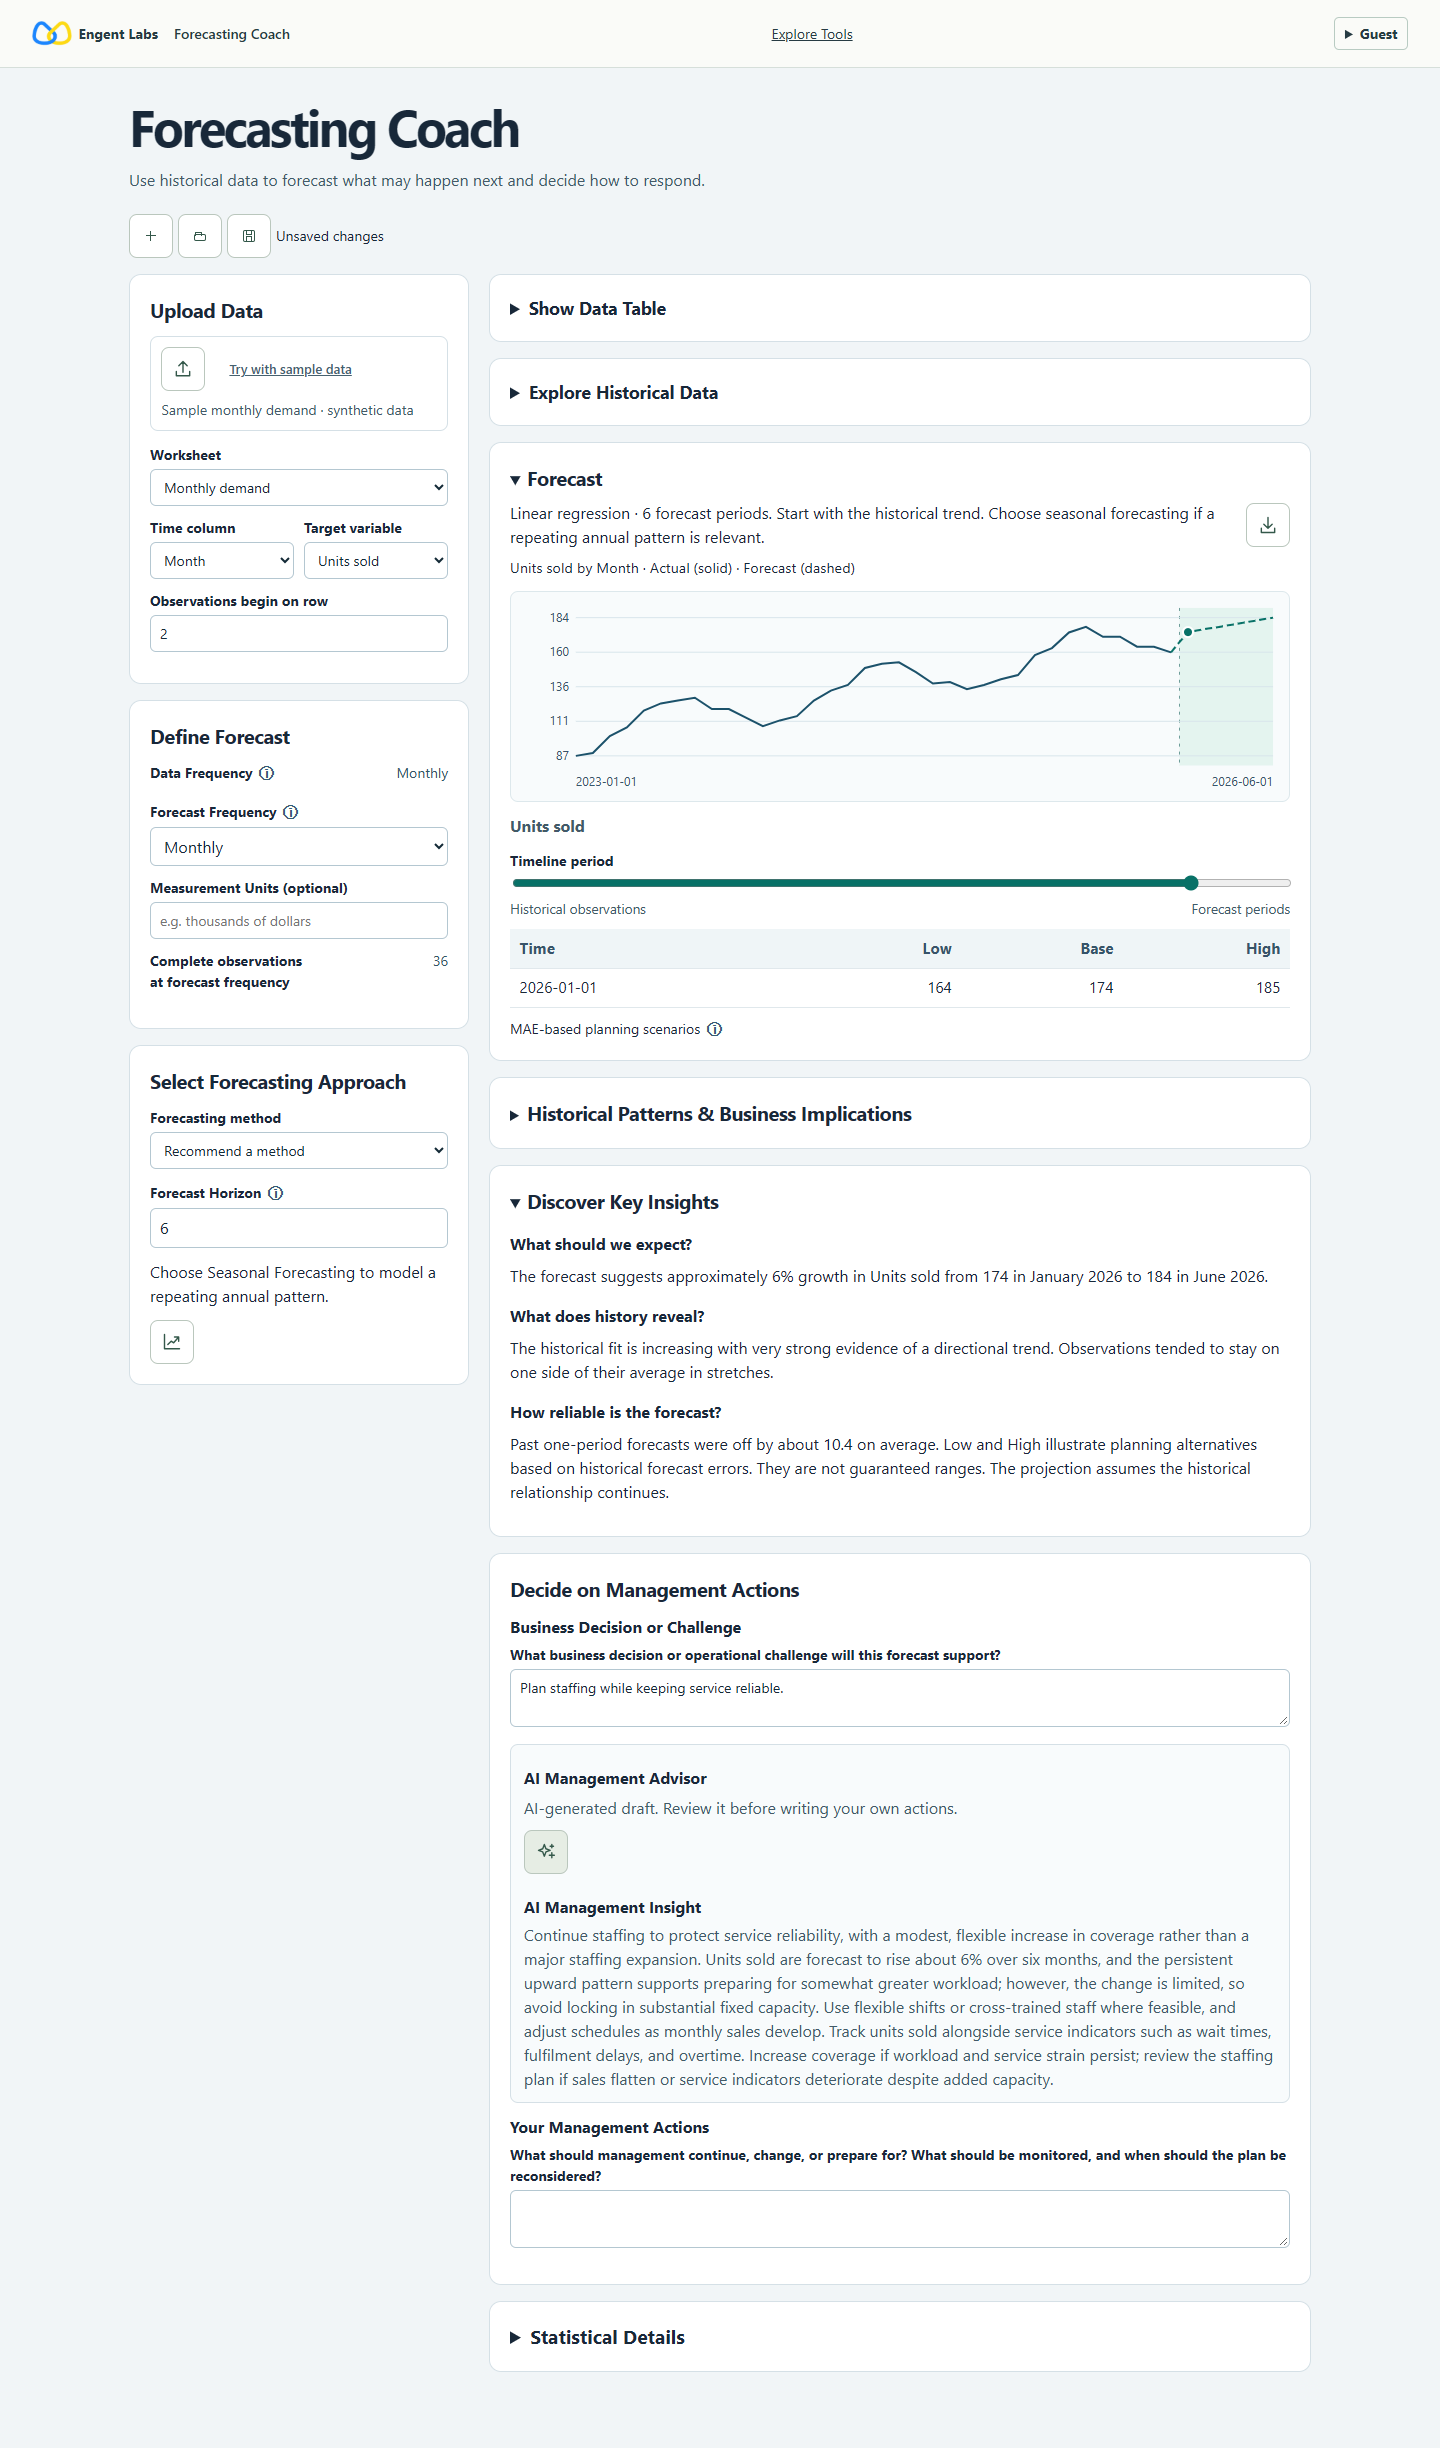 Engent Labs
Forecasting Coach
Explore Tools
Guest
Forecasting Coach
Use historical data to forecast what may happen next and decide how to respond.
Unsaved changes
Upload Data
Try with sample data
Sample monthly demand · synthetic data
Worksheet
Monthly demand
Time column
Target variable
Month
Units sold
Observations begin on row
2
Define Forecast
Data Frequency ⓘ
Monthly
Forecast Frequency ⓘ
Monthly
Measurement Units (optional)
e.g. thousands of dollars
Complete observations
at forecast frequency
36
Select Forecasting Approach
Forecasting method
Recommend a method
Forecast Horizon ⓘ
6
Choose Seasonal Forecasting to model a
repeating annual pattern.
Show Data Table
Explore Historical Data
Forecast
Linear regression · 6 forecast periods. Start with the historical trend. Choose seasonal forecasting if a
repeating annual pattern is relevant.
Units sold by Month · Actual (solid) · Forecast (dashed)
184
160
136
111
87
2023-01-01
2026-06-01
Units sold
Timeline period
Historical observations
Forecast periods
Time Low Base High
2026-01-01 164 174 185
MAE-based planning scenarios ⓘ
Historical Patterns & Business Implications
Discover Key Insights
What should we expect?
The forecast suggests approximately 6% growth in Units sold from 174 in January 2026 to 184 in June 2026.
What does history reveal?
The historical fit is increasing with very strong evidence of a directional trend. Observations tended to stay on
one side of their average in stretches.
How reliable is the forecast?
Past one-period forecasts were off by about 10.4 on average. Low and High illustrate planning alternatives
based on historical forecast errors. They are not guaranteed ranges. The projection assumes the historical
relationship continues.
Decide on Management Actions
Business Decision or Challenge
What business decision or operational challenge will this forecast support?
Plan staffing while keeping service reliable.
AI Management Advisor
AI-generated draft. Review it before writing your own actions.
AI Management Insight
Continue staffing to protect service reliability, with a modest, flexible increase in coverage rather than a
major staffing expansion. Units sold are forecast to rise about 6% over six months, and the persistent
upward pattern supports preparing for somewhat greater workload; however, the change is limited, so
avoid locking in substantial fixed capacity. Use flexible shifts or cross-trained staff where feasible, and
adjust schedules as monthly sales develop. Track units sold alongside service indicators such as wait times,
fulfilment delays, and overtime. Increase coverage if workload and service strain persist; review the staffing
plan if sales flatten or service indicators deteriorate despite added capacity.
Your Management Actions
What should management continue, change, or prepare for? What should be monitored, and when should the plan be
reconsidered?
Statistical Details